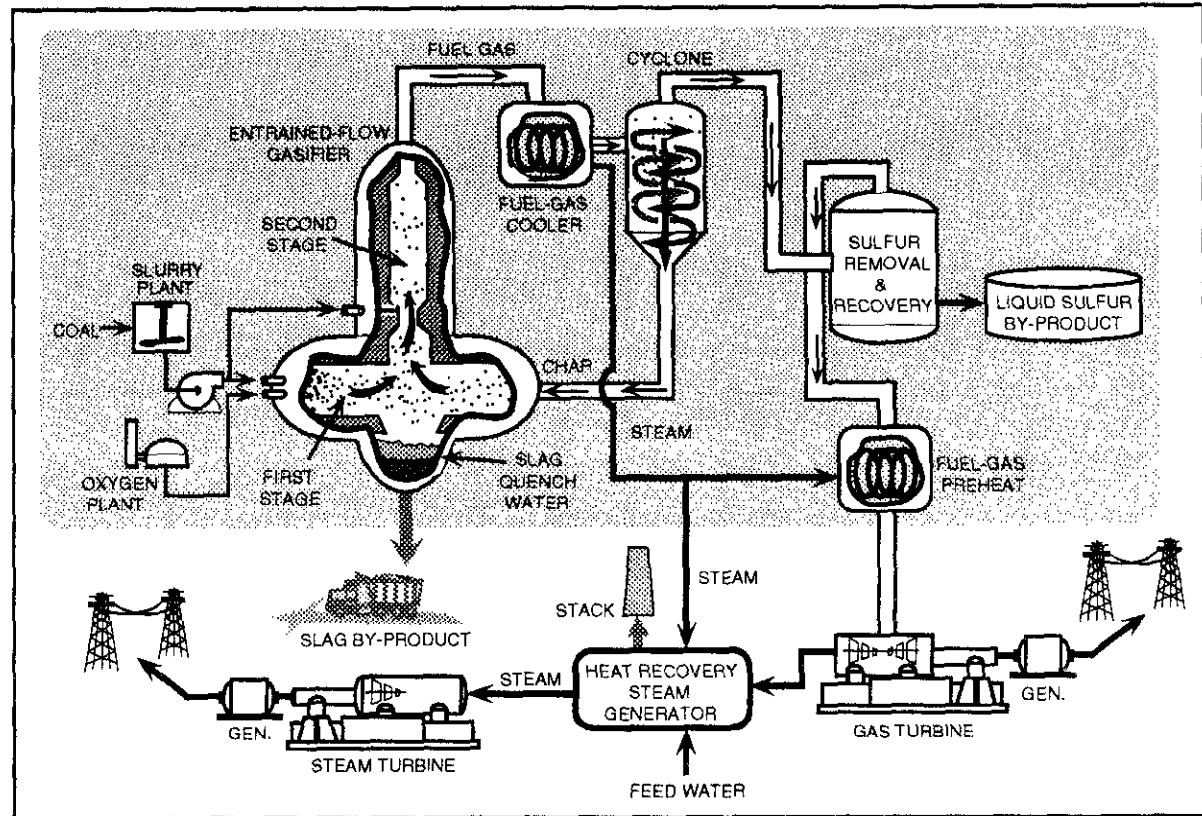 FUEL GAS
CYCLONE
ENTRAINED-FLOW
GASIFIER
FUEL-GAS
COOLER
SECOND
STAGE
SULFUR
REMOVAL
&
RECOVERY
LIQUID SULFUR
BY-PRODUCT
SLURRY
PLANT
COAL
CHAR
STEAM
OXYGEN
PLANT
FIRST
STAGE
SLAG
QUENCH
WATER
FUEL-GAS
PREHEAT
STEAM
STACK
SLAG BY-PRODUCT
HEAT RECOVERY
STEAM
GENERATOR
STEAM
GEN.
GEN.
GAS TURBINE
STEAM TURBINE
FEED WATER